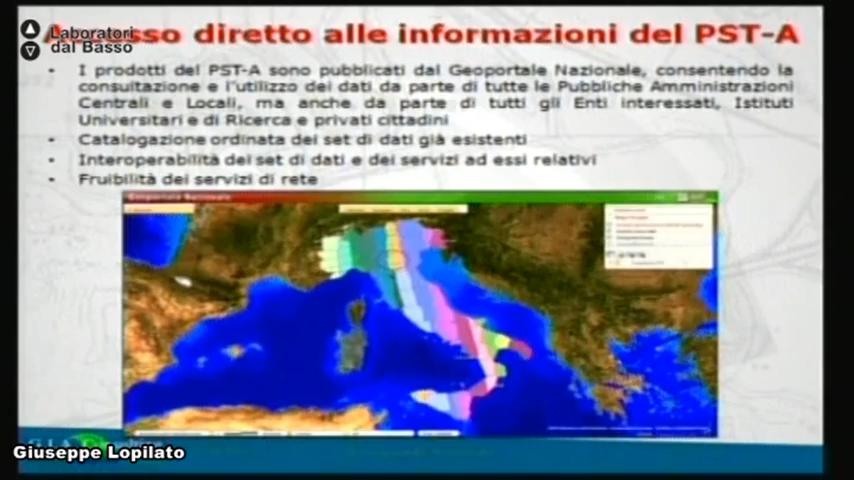 Laboratori
dal Basso
sso diretto alle informazioni del PST-A
• I prodotti del PST-A sono pubblicati dal Geoportale Nazionale, consentendo la
consultazione e l'utilizzo dei dati da parte di tutte le Pubbliche Amministrazioni
Centrali e Locali, ma anche da parte di tutti gli Enti interessati, Istituti
Universitari e di Ricerca e privati cittadini
• Catalogazione ordinata dei set di dati già esistenti
• Interoperabilità dei set di dati e dei servizi ad essi relativi
• Fruibilità dei servizi di rete
Geoportale Nazionale
Giuseppe Lopilato